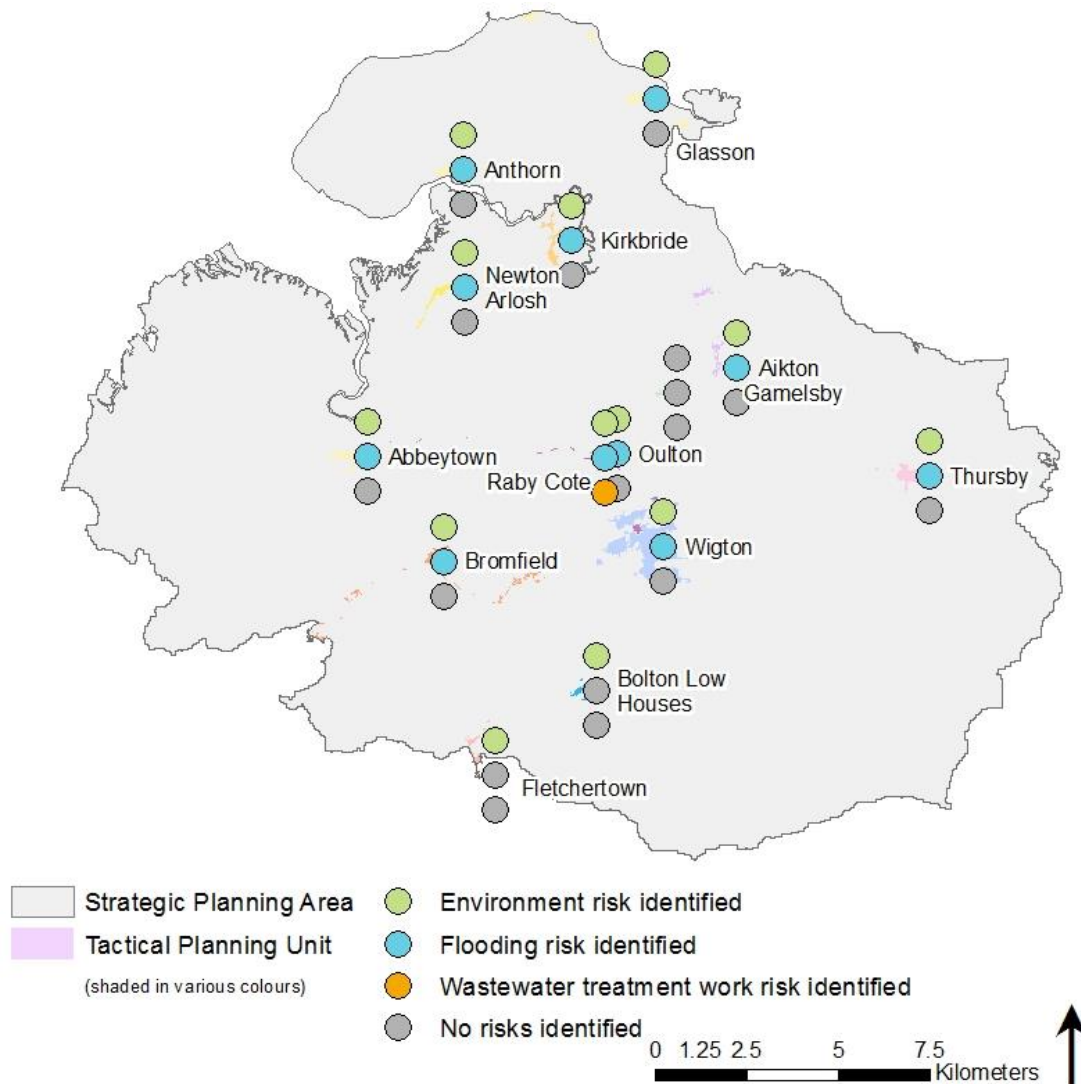 Glasson
Anthorn
Kirkbride
Newton
Arlosh
Aikton
Gamelsby
Abbeytown
Oulton
Raby Cote
Thursby
Wigton
Bromfield
Bolton Low
Houses
Fletchertown
Strategic Planning Area
Tactical Planning Unit
(shaded in various colours)
Environment risk identified
Flooding risk identified
Wastewater treatment work risk identified
No risks identified
0 1.25 2.5 5 7.5
Kilometers